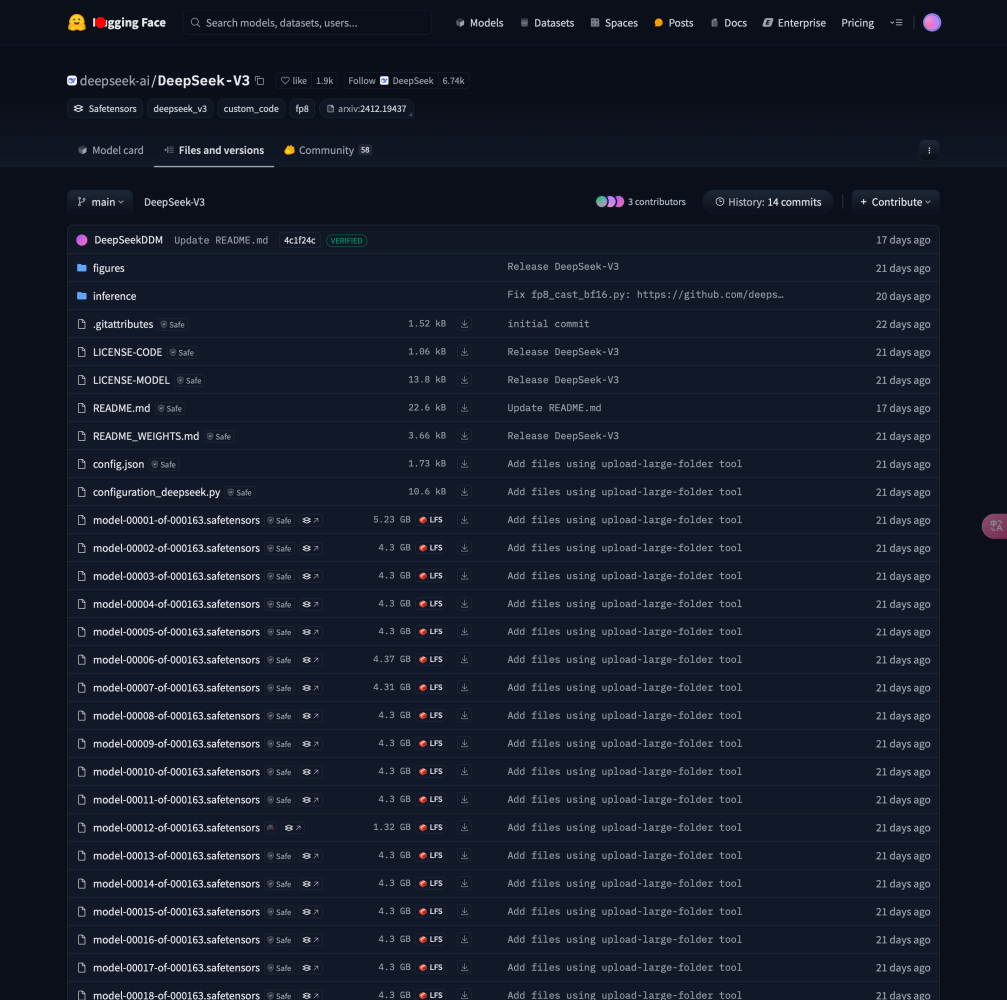 Hugging Face Search models, datasets, users... Models Datasets Spaces Posts Docs Enterprise Pricing
deepseek-ai/DeepSeek-V3 like 1.9k Follow DeepSeek 6.74k
Safetensors deepseek_v3 custom_code fp8 arxiv:2412.19437
Model card Files and versions Community 58
main DeepSeek-V3 3 contributors History: 14 commits + Contribute
DeepSeekDDM Update README.md 4c1f24c VERIFIED 17 days ago
figures Release DeepSeek-V3 21 days ago
inference Fix fp8_cast_bf16.py: https://github.com/deeps… 20 days ago
.gitattributes Safe 1.52 kB initial commit 22 days ago
LICENSE-CODE Safe 1.06 kB Release DeepSeek-V3 21 days ago
LICENSE-MODEL Safe 13.8 kB Release DeepSeek-V3 21 days ago
README.md Safe 22.6 kB Update README.md 17 days ago
README_WEIGHTS.md Safe 3.66 kB Release DeepSeek-V3 21 days ago
config.json Safe 1.73 kB Add files using upload-large-folder tool 21 days ago
configuration_deepseek.py Safe 10.6 kB Add files using upload-large-folder tool 21 days ago
model-00001-of-000163.safetensors Safe 5.23 GB LFS Add files using upload-large-folder tool 21 days ago
model-00002-of-000163.safetensors Safe 4.3 GB LFS Add files using upload-large-folder tool 21 days ago
model-00003-of-000163.safetensors Safe 4.3 GB LFS Add files using upload-large-folder tool 21 days ago
model-00004-of-000163.safetensors Safe 4.3 GB LFS Add files using upload-large-folder tool 21 days ago
model-00005-of-000163.safetensors Safe 4.3 GB LFS Add files using upload-large-folder tool 21 days ago
model-00006-of-000163.safetensors Safe 4.37 GB LFS Add files using upload-large-folder tool 21 days ago
model-00007-of-000163.safetensors Safe 4.31 GB LFS Add files using upload-large-folder tool 21 days ago
model-00008-of-000163.safetensors Safe 4.3 GB LFS Add files using upload-large-folder tool 21 days ago
model-00009-of-000163.safetensors Safe 4.3 GB LFS Add files using upload-large-folder tool 21 days ago
model-00010-of-000163.safetensors Safe 4.3 GB LFS Add files using upload-large-folder tool 21 days ago
model-00011-of-000163.safetensors Safe 4.3 GB LFS Add files using upload-large-folder tool 21 days ago
model-00012-of-000163.safetensors 1.32 GB LFS Add files using upload-large-folder tool 21 days ago
model-00013-of-000163.safetensors Safe 4.3 GB LFS Add files using upload-large-folder tool 21 days ago
model-00014-of-000163.safetensors Safe 4.3 GB LFS Add files using upload-large-folder tool 21 days ago
model-00015-of-000163.safetensors Safe 4.3 GB LFS Add files using upload-large-folder tool 21 days ago
model-00016-of-000163.safetensors Safe 4.3 GB LFS Add files using upload-large-folder tool 21 days ago
model-00017-of-000163.safetensors Safe 4.3 GB LFS Add files using upload-large-folder tool 21 days ago
model-00018-of-000163.safetensors Safe 4.3 GB LFS Add files using upload-large-folder tool 21 days ago